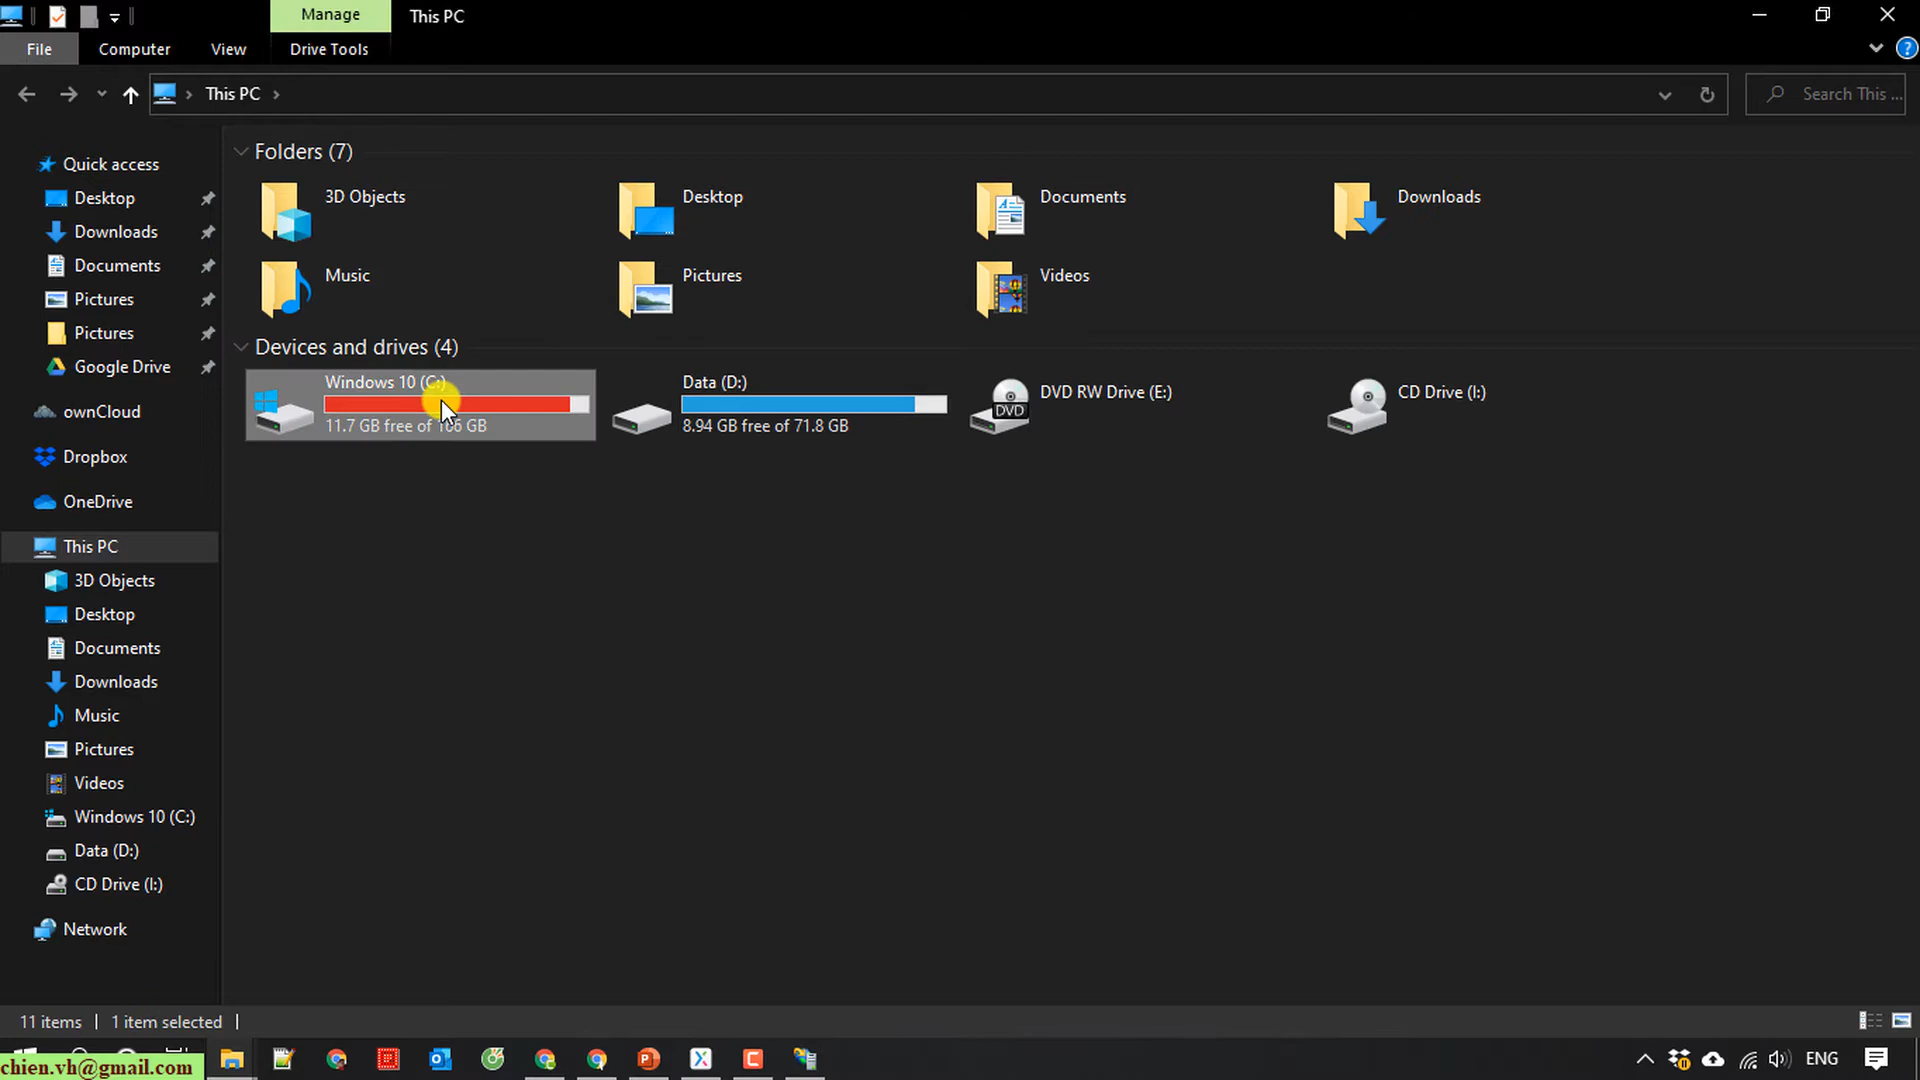 Manage
This PC
File
Computer
View
Drive Tools
This PC
Search This ...
Quick access
Desktop
Downloads
Documents
Pictures
Pictures
Google Drive
ownCloud
Dropbox
OneDrive
This PC
3D Objects
Desktop
Documents
Downloads
Music
Pictures
Videos
Windows 10 (C:)
Data (D:)
CD Drive (I:)
Network
Folders (7)
3D Objects
Desktop
Documents
Downloads
Music
Pictures
Videos
Devices and drives (4)
Windows 10 (C:)
11.7 GB free of 106 GB
Data (D:)
8.94 GB free of 71.8 GB
DVD
DVD RW Drive (E:)
CD Drive (I:)
11 items
1 item selected
chien.vh@gmail.com
ENG